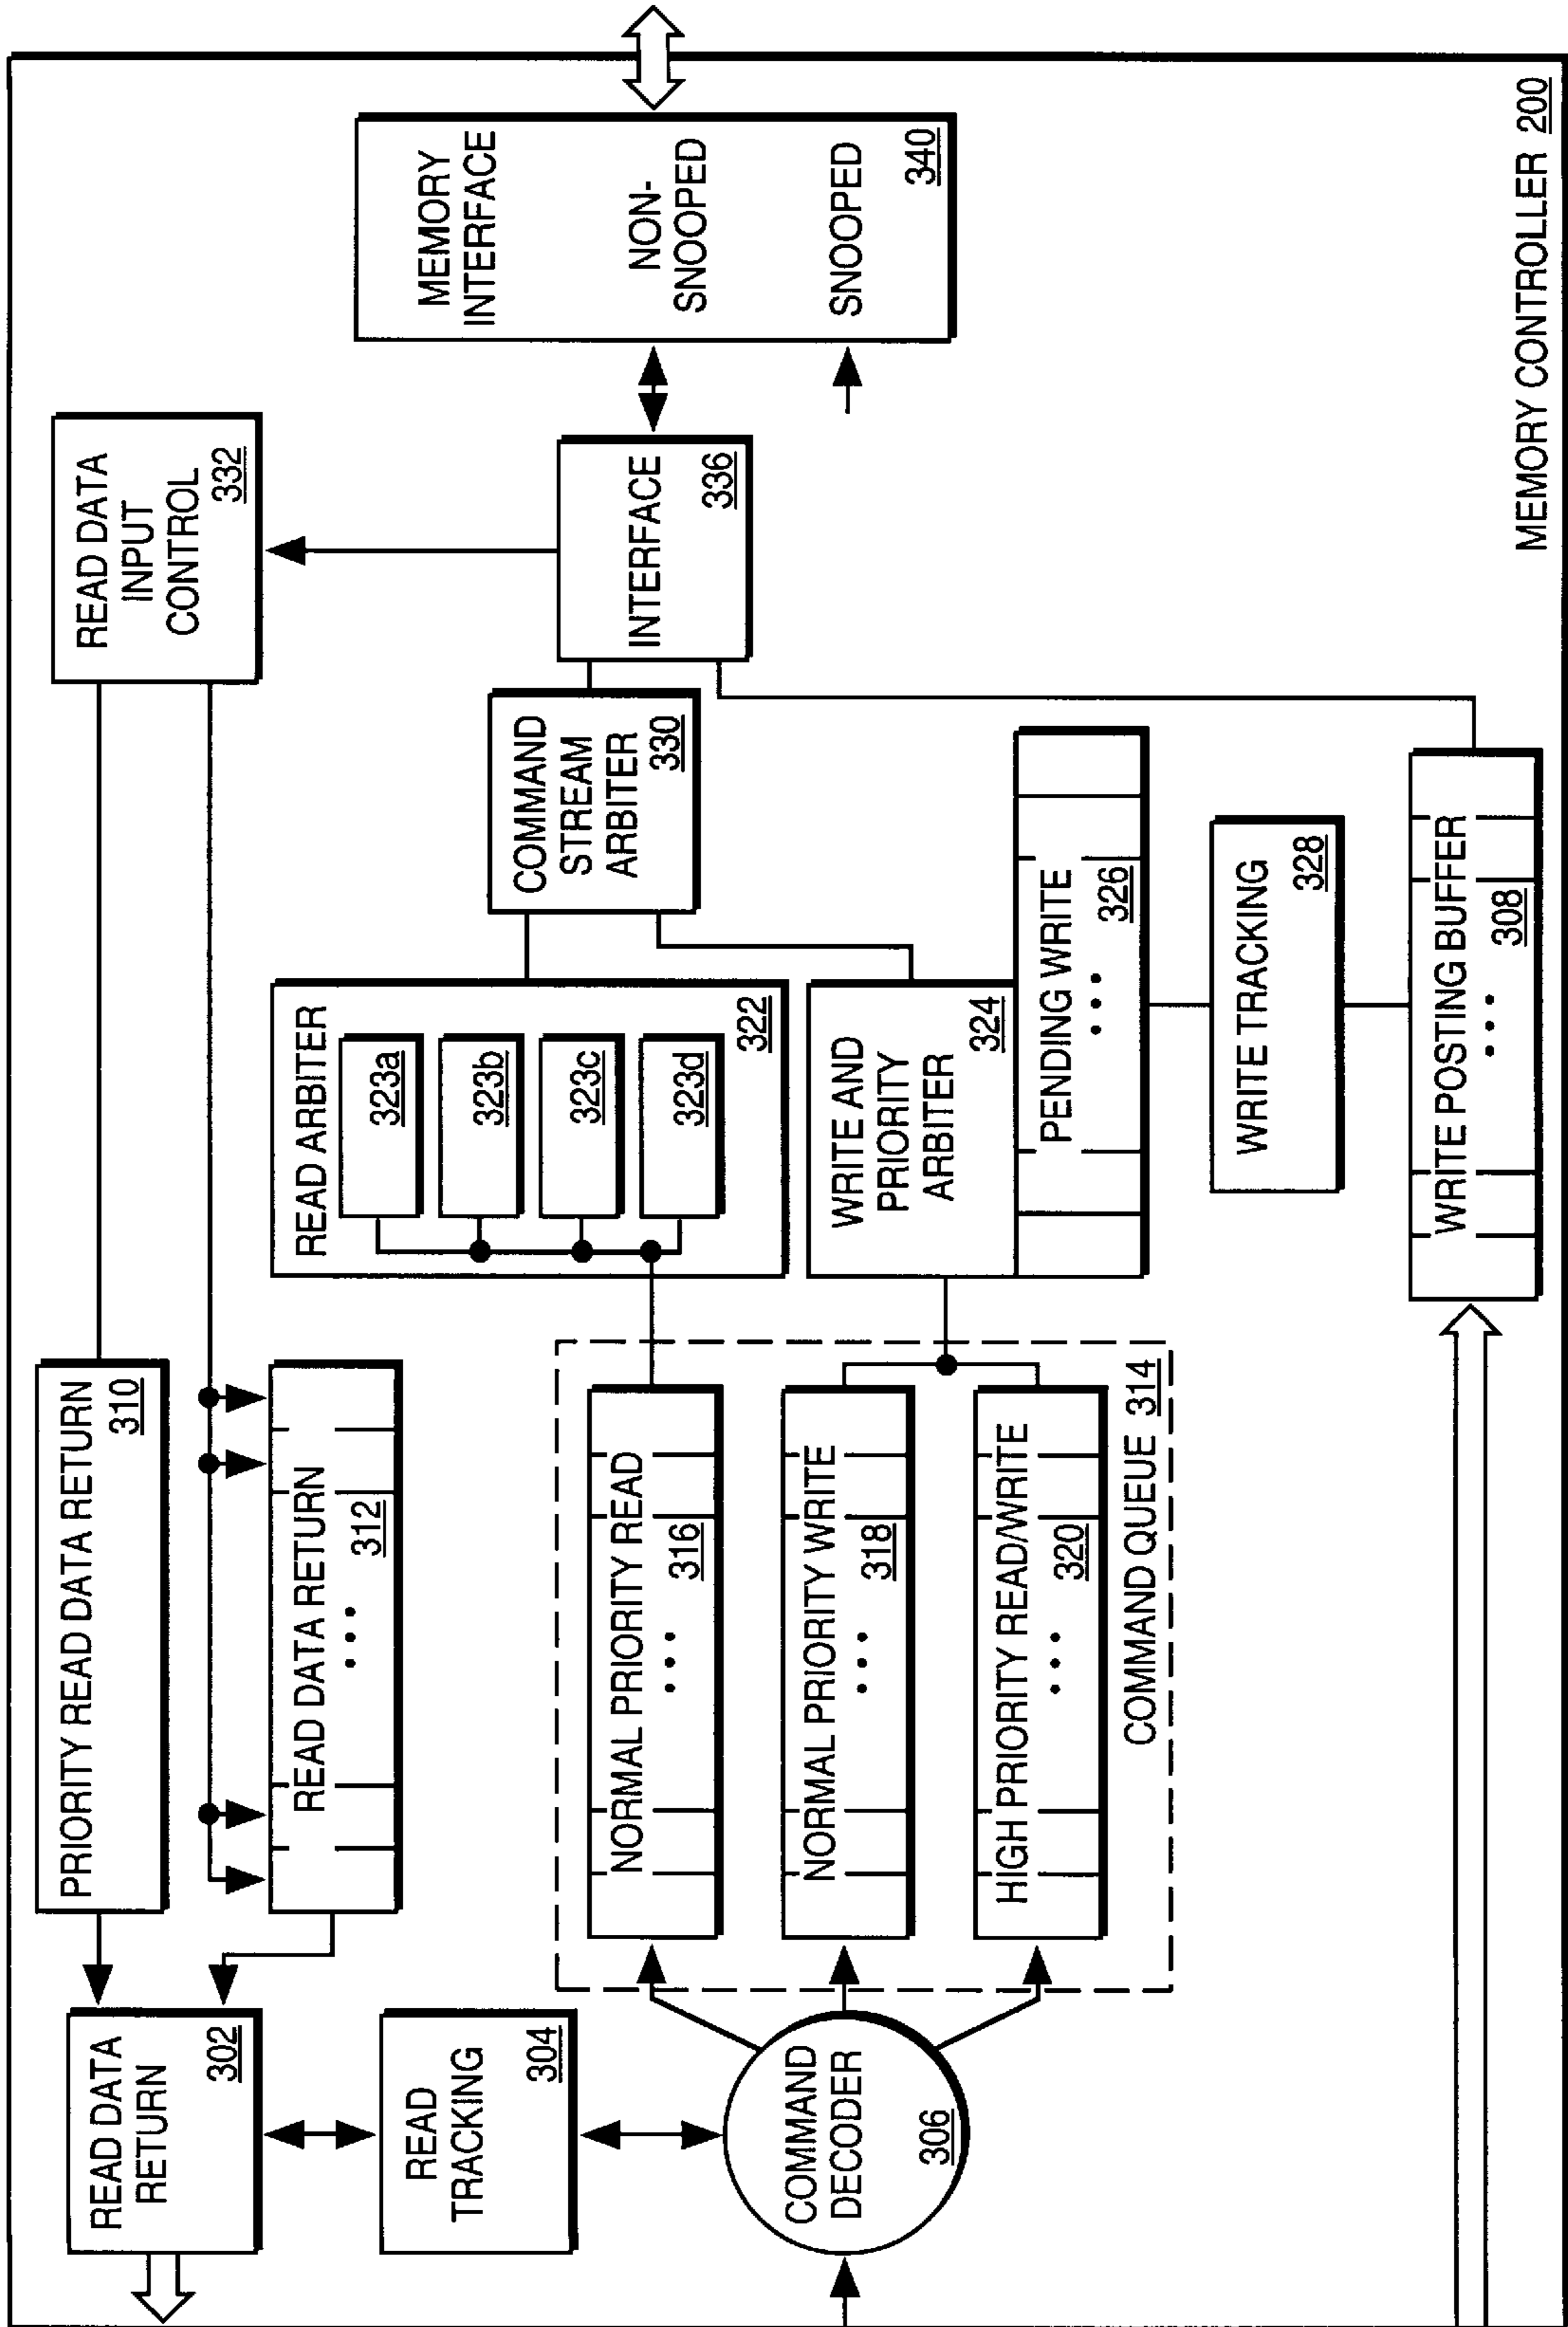 READ DATA
RETURN
302
PRIORITY READ DATA RETURN
310
READ DATA RETURN
312
• • •
READ DATA
INPUT
CONTROL
332
READ
TRACKING
304
COMMAND
DECODER
306
NORMAL PRIORITY READ
316
• • •
NORMAL PRIORITY WRITE
318
• • •
HIGH PRIORITY READ/WRITE
320
• • •
COMMAND QUEUE 314
READ ARBITER
323a
323b
323c
323d
322
WRITE AND
PRIORITY
ARBITER
324
PENDING WRITE
326
• • •
WRITE TRACKING
328
WRITE POSTING BUFFER
308
• • •
COMMAND
STREAM
ARBITER
330
INTERFACE
336
MEMORY
INTERFACE
NON-
SNOOPED
SNOOPED
340
MEMORY CONTROLLER 200